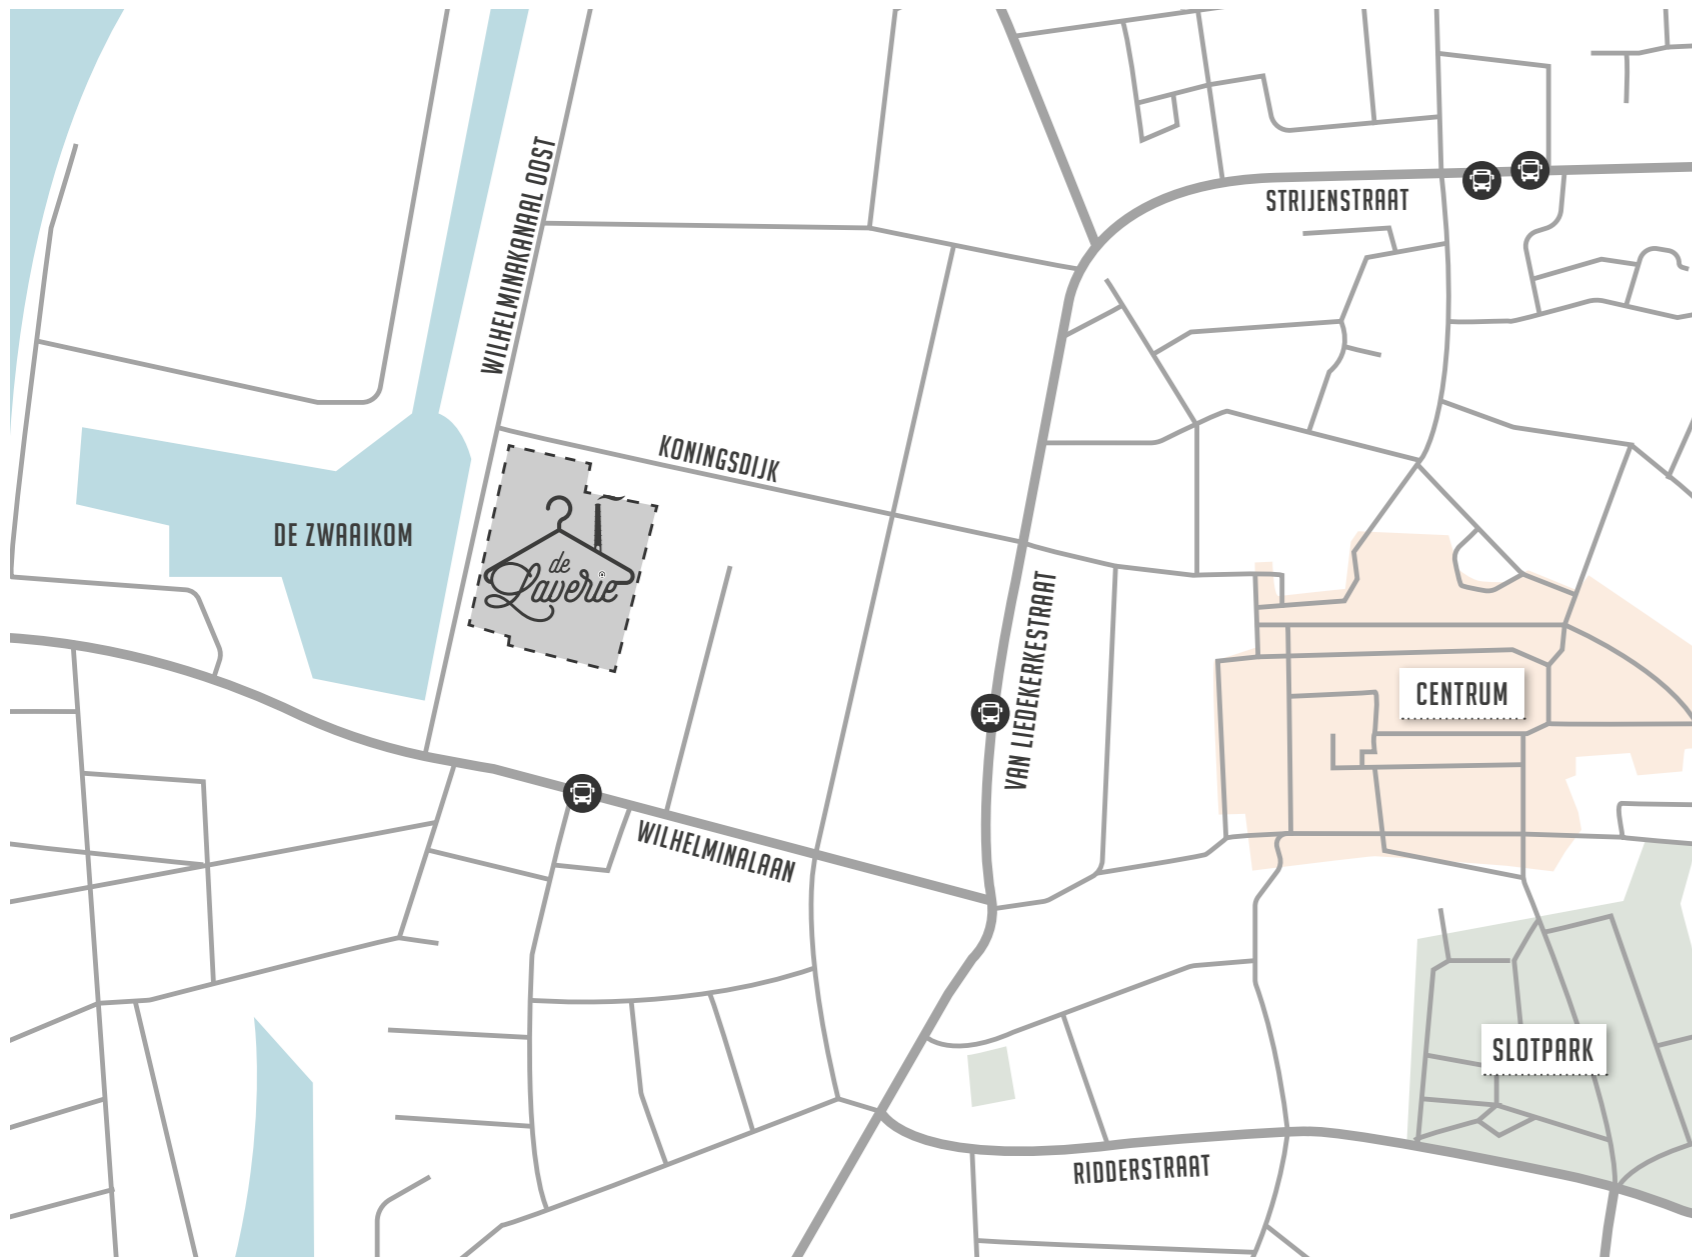 WILHELMINAKANAAL OOST
STRIJENSTRAAT
KONINGSDIJK
DE ZWAAIKOM
de
Laverie
VAN LIEDEKERKESTRAAT
CENTRUM
WILHELMINALAAN
SLOTPARK
RIDDERSTRAAT